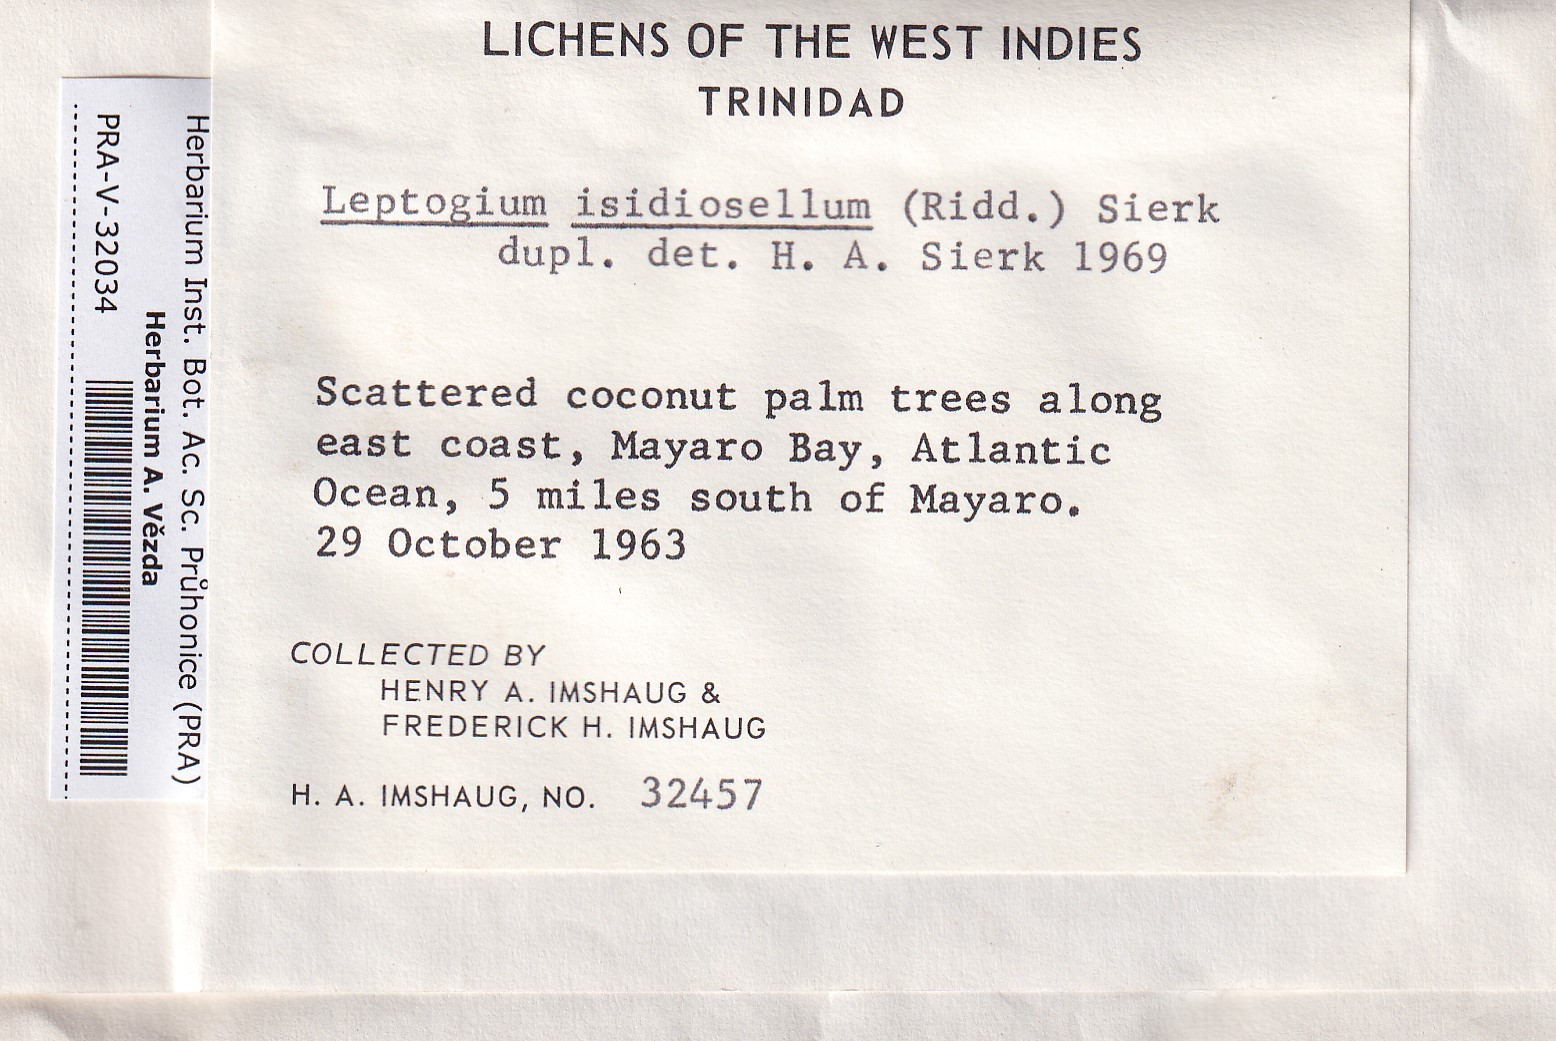 LICHENS OF THE WEST INDIES
TRINIDAD
Leptogium isidiosellum (Ridd.) Sierk
dupl. det. H. A. Sierk 1969
Scattered coconut palm trees along
east coast, Mayaro Bay, Atlantic
Ocean, 5 miles south of Mayaro.
29 October 1963
COLLECTED BY
HENRY A. IMSHAUG &
FREDERICK H. IMSHAUG
H. A. IMSHAUG, NO. 32457
Herbarium Inst. Bot. Ac. Sc. Průhonice (PRA)
Herbarium A. Vězda
PRA-V-32034